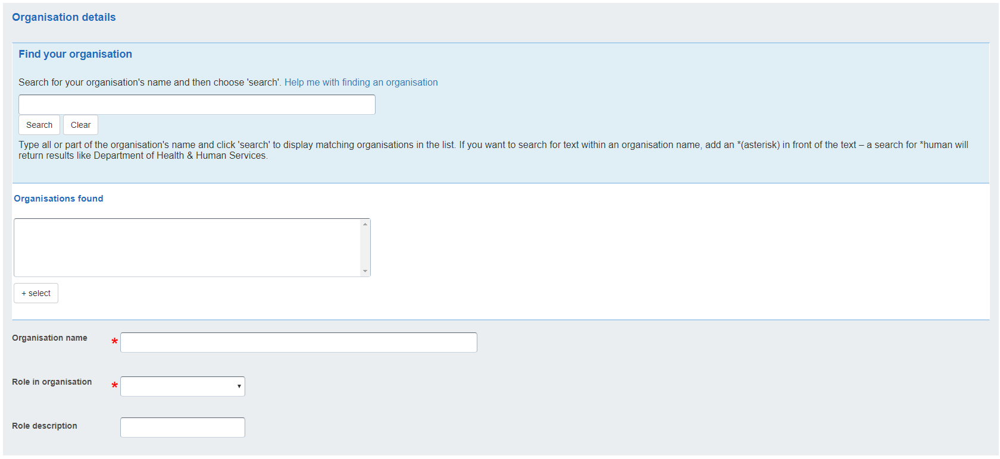 Organisation details
Find your organisation
Search for your organisation's name and then choose 'search'. Help me with finding an organisation
Search Clear
Type all or part of the organisation's name and click 'search' to display matching organisations in the list. If you want to search for text within an organisation name, add an *(asterisk) in front of the text – a search for *human will
return results like Department of Health & Human Services.
Organisations found
+ select
Organisation name *
Role in organisation *
Role description